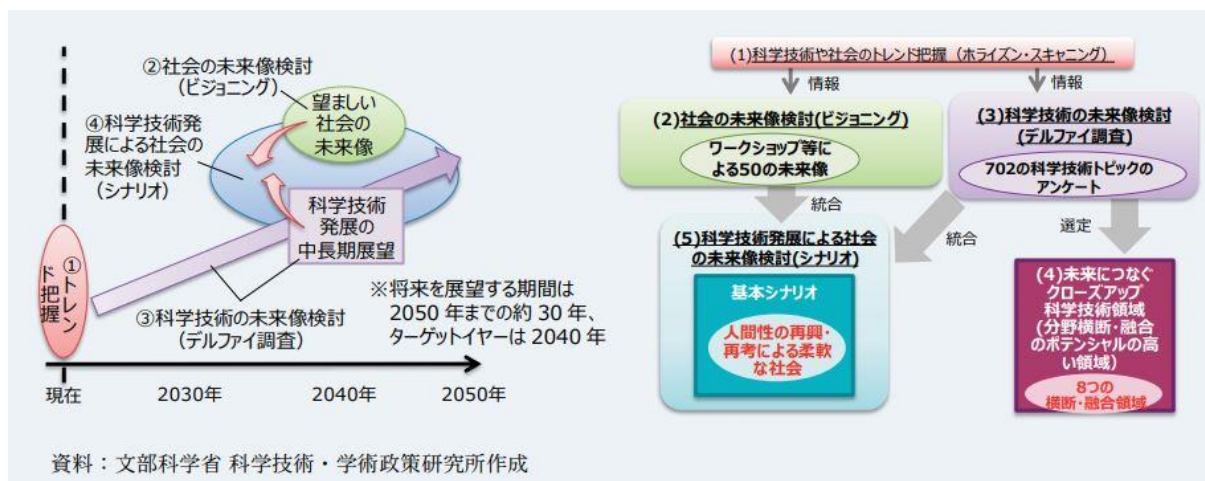 ②社会の未来像検討
(ビジョニング)
望ましい
社会の
未来像
④科学技術発
展による社会の
未来像検討
(シナリオ)
科学技術
発展の
中長期展望
①トレン
ド把握
③科学技術の未来像検討
(デルファイ調査)
※将来を展望する期間は
2050 年までの約 30 年、
ターゲットイヤーは 2040 年
現在
2030年
2040年
2050年
(1)科学技術や社会のトレンド把握(ホライズン・スキャニング)
情報
情報
(2)社会の未来像検討(ビジョニング)
ワークショップ等に
よる50の未来像
(3)科学技術の未来像検討
(デルファイ調査)
702の科学技術トピックの
アンケート
統合
統合
選定
(5)科学技術発展による社会
の未来像検討(シナリオ)
基本シナリオ
人間性の再興・
再考による柔軟
な社会
(4)未来につなぐ
クローズアップ
科学技術領域
(分野横断・融合
のポテンシャルの高
い領域)
8つの
横断・融合領域
資料:文部科学省 科学技術・学術政策研究所作成